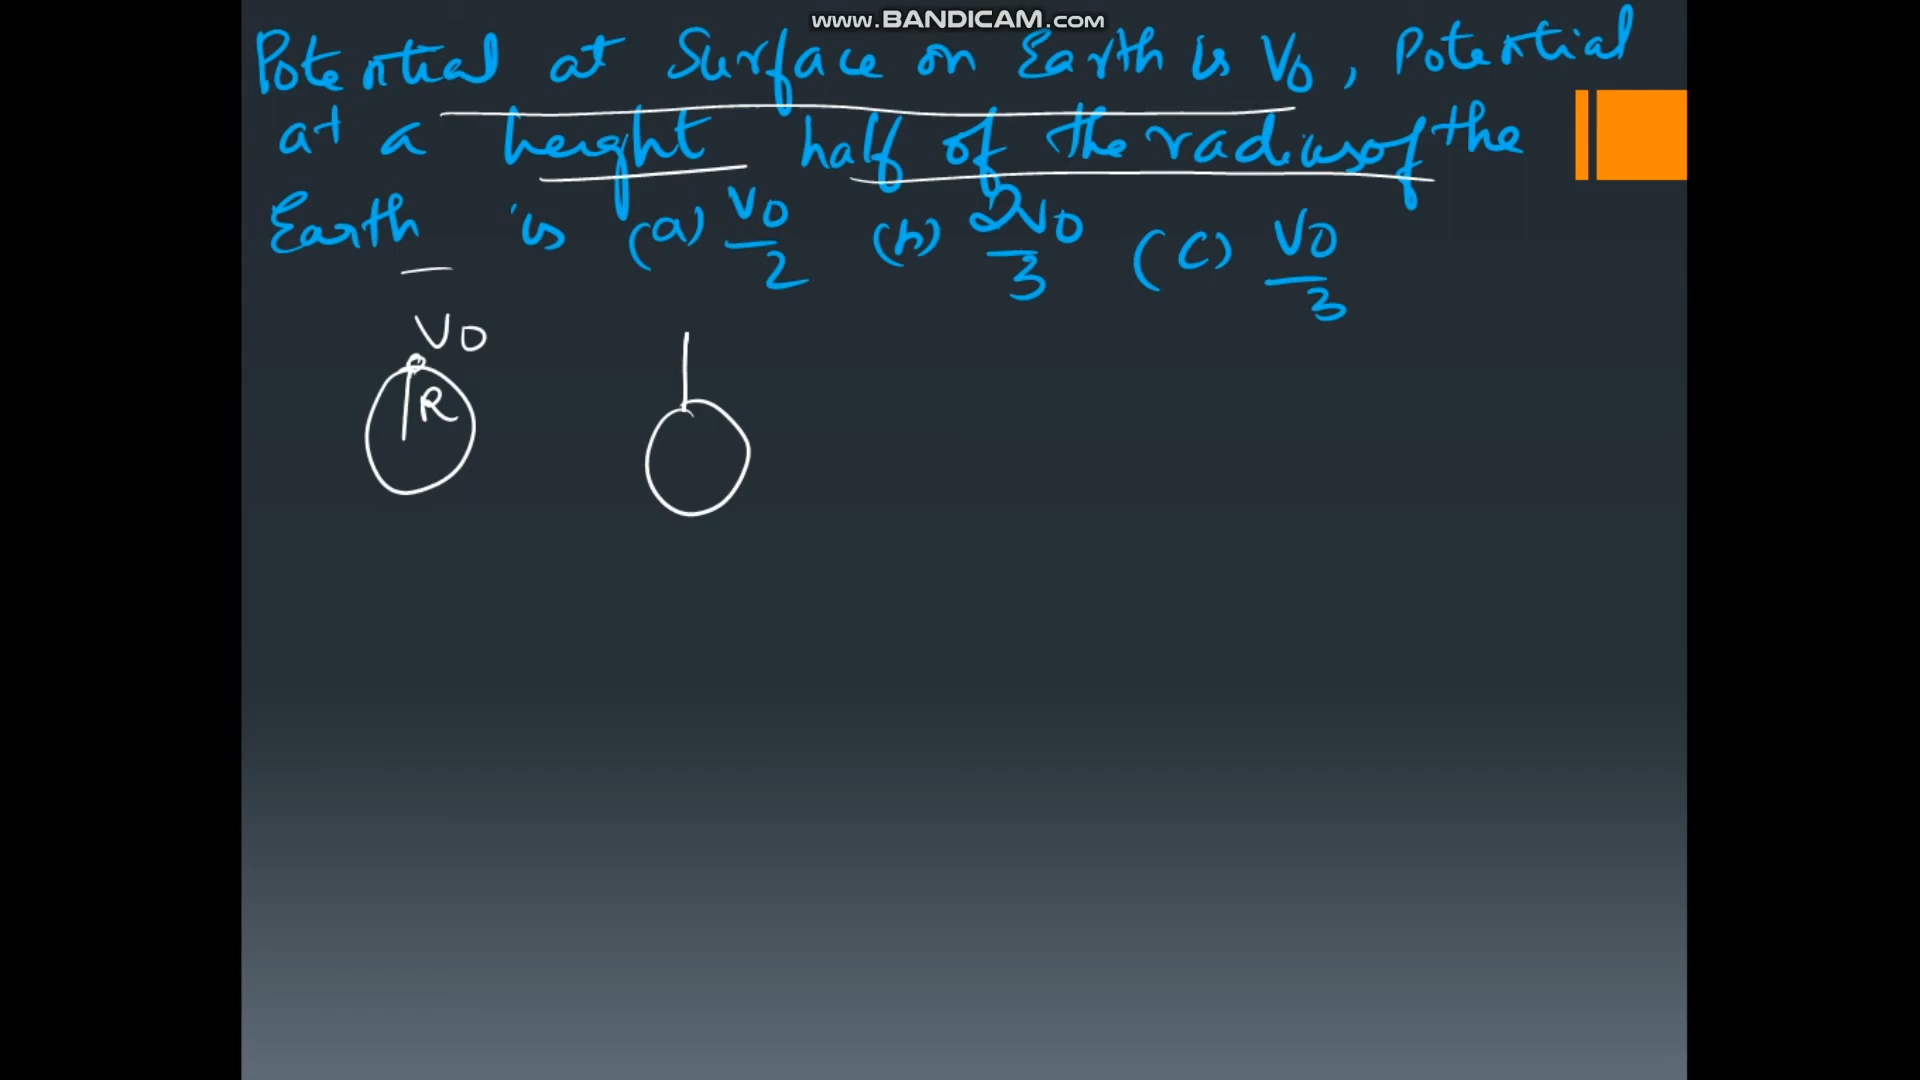 www.BANDICAM.com
Potential at Surface on Earth is V0, Potential
at a height half of the radius of the
Earth is (a) V0/2 (b) 2V0/3 (c) V0/3
V0
R